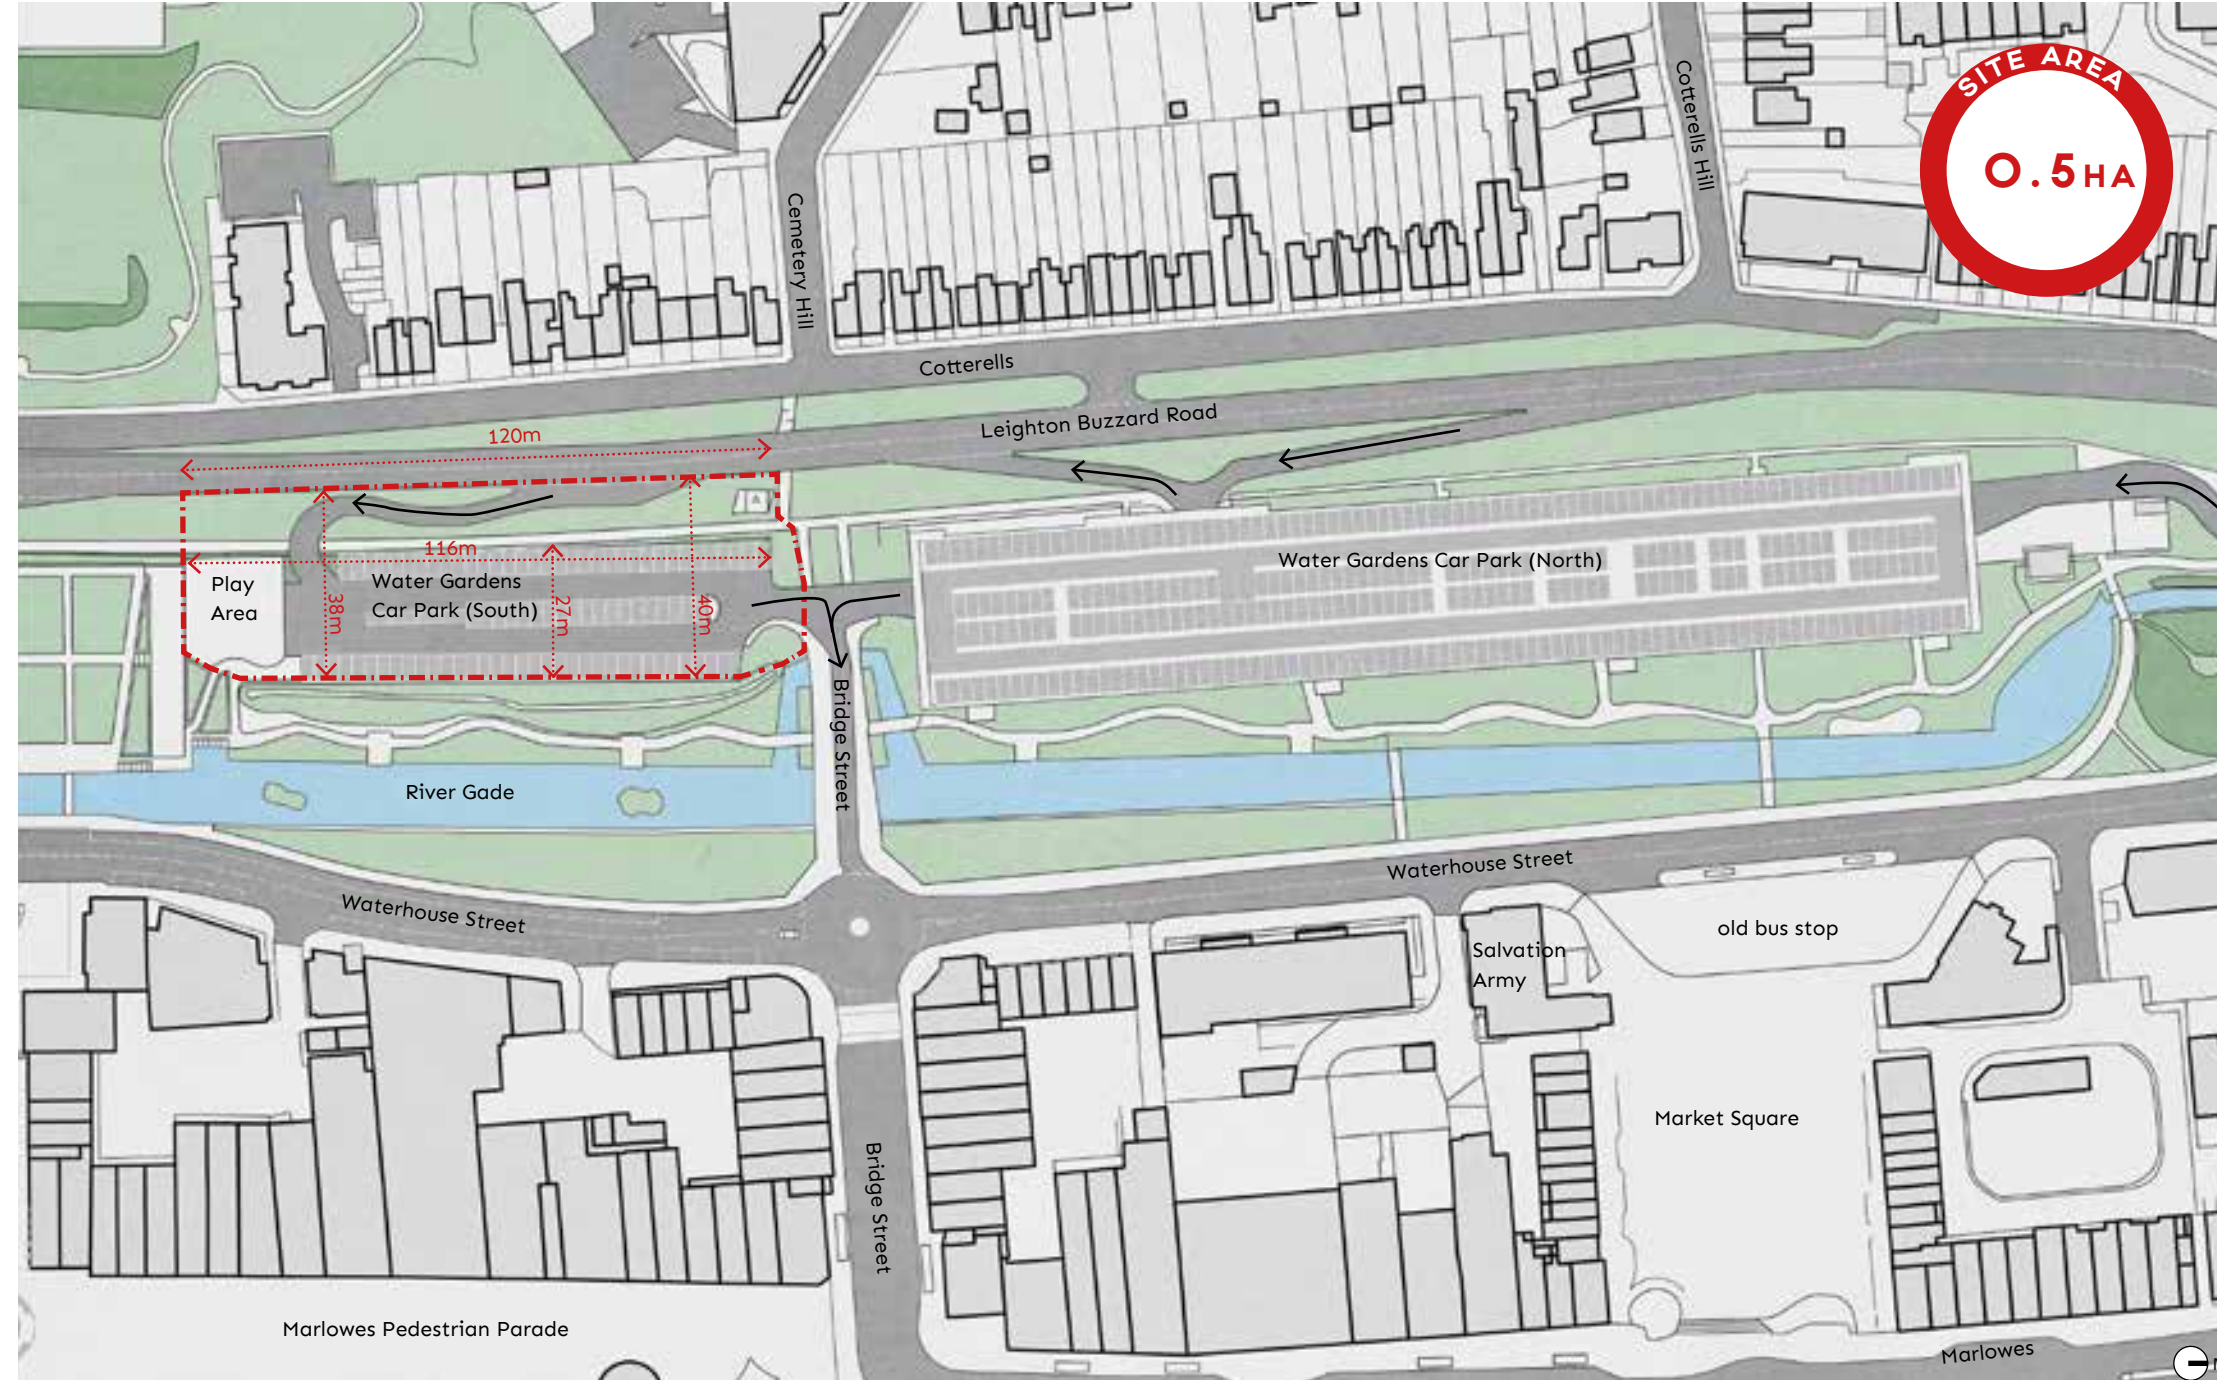 SITE AREA
0.5HA
Cotterells Hill
Cemetery Hill
Cotterells
Leighton Buzzard Road
120m
116m
Play
Area
Water Gardens
Car Park (South)
38m
27m
40m
Water Gardens Car Park (North)
Bridge Street
River Gade
Waterhouse Street
Waterhouse Street
old bus stop
Salvation
Army
Market Square
Bridge Street
Marlowes Pedestrian Parade
Marlowes